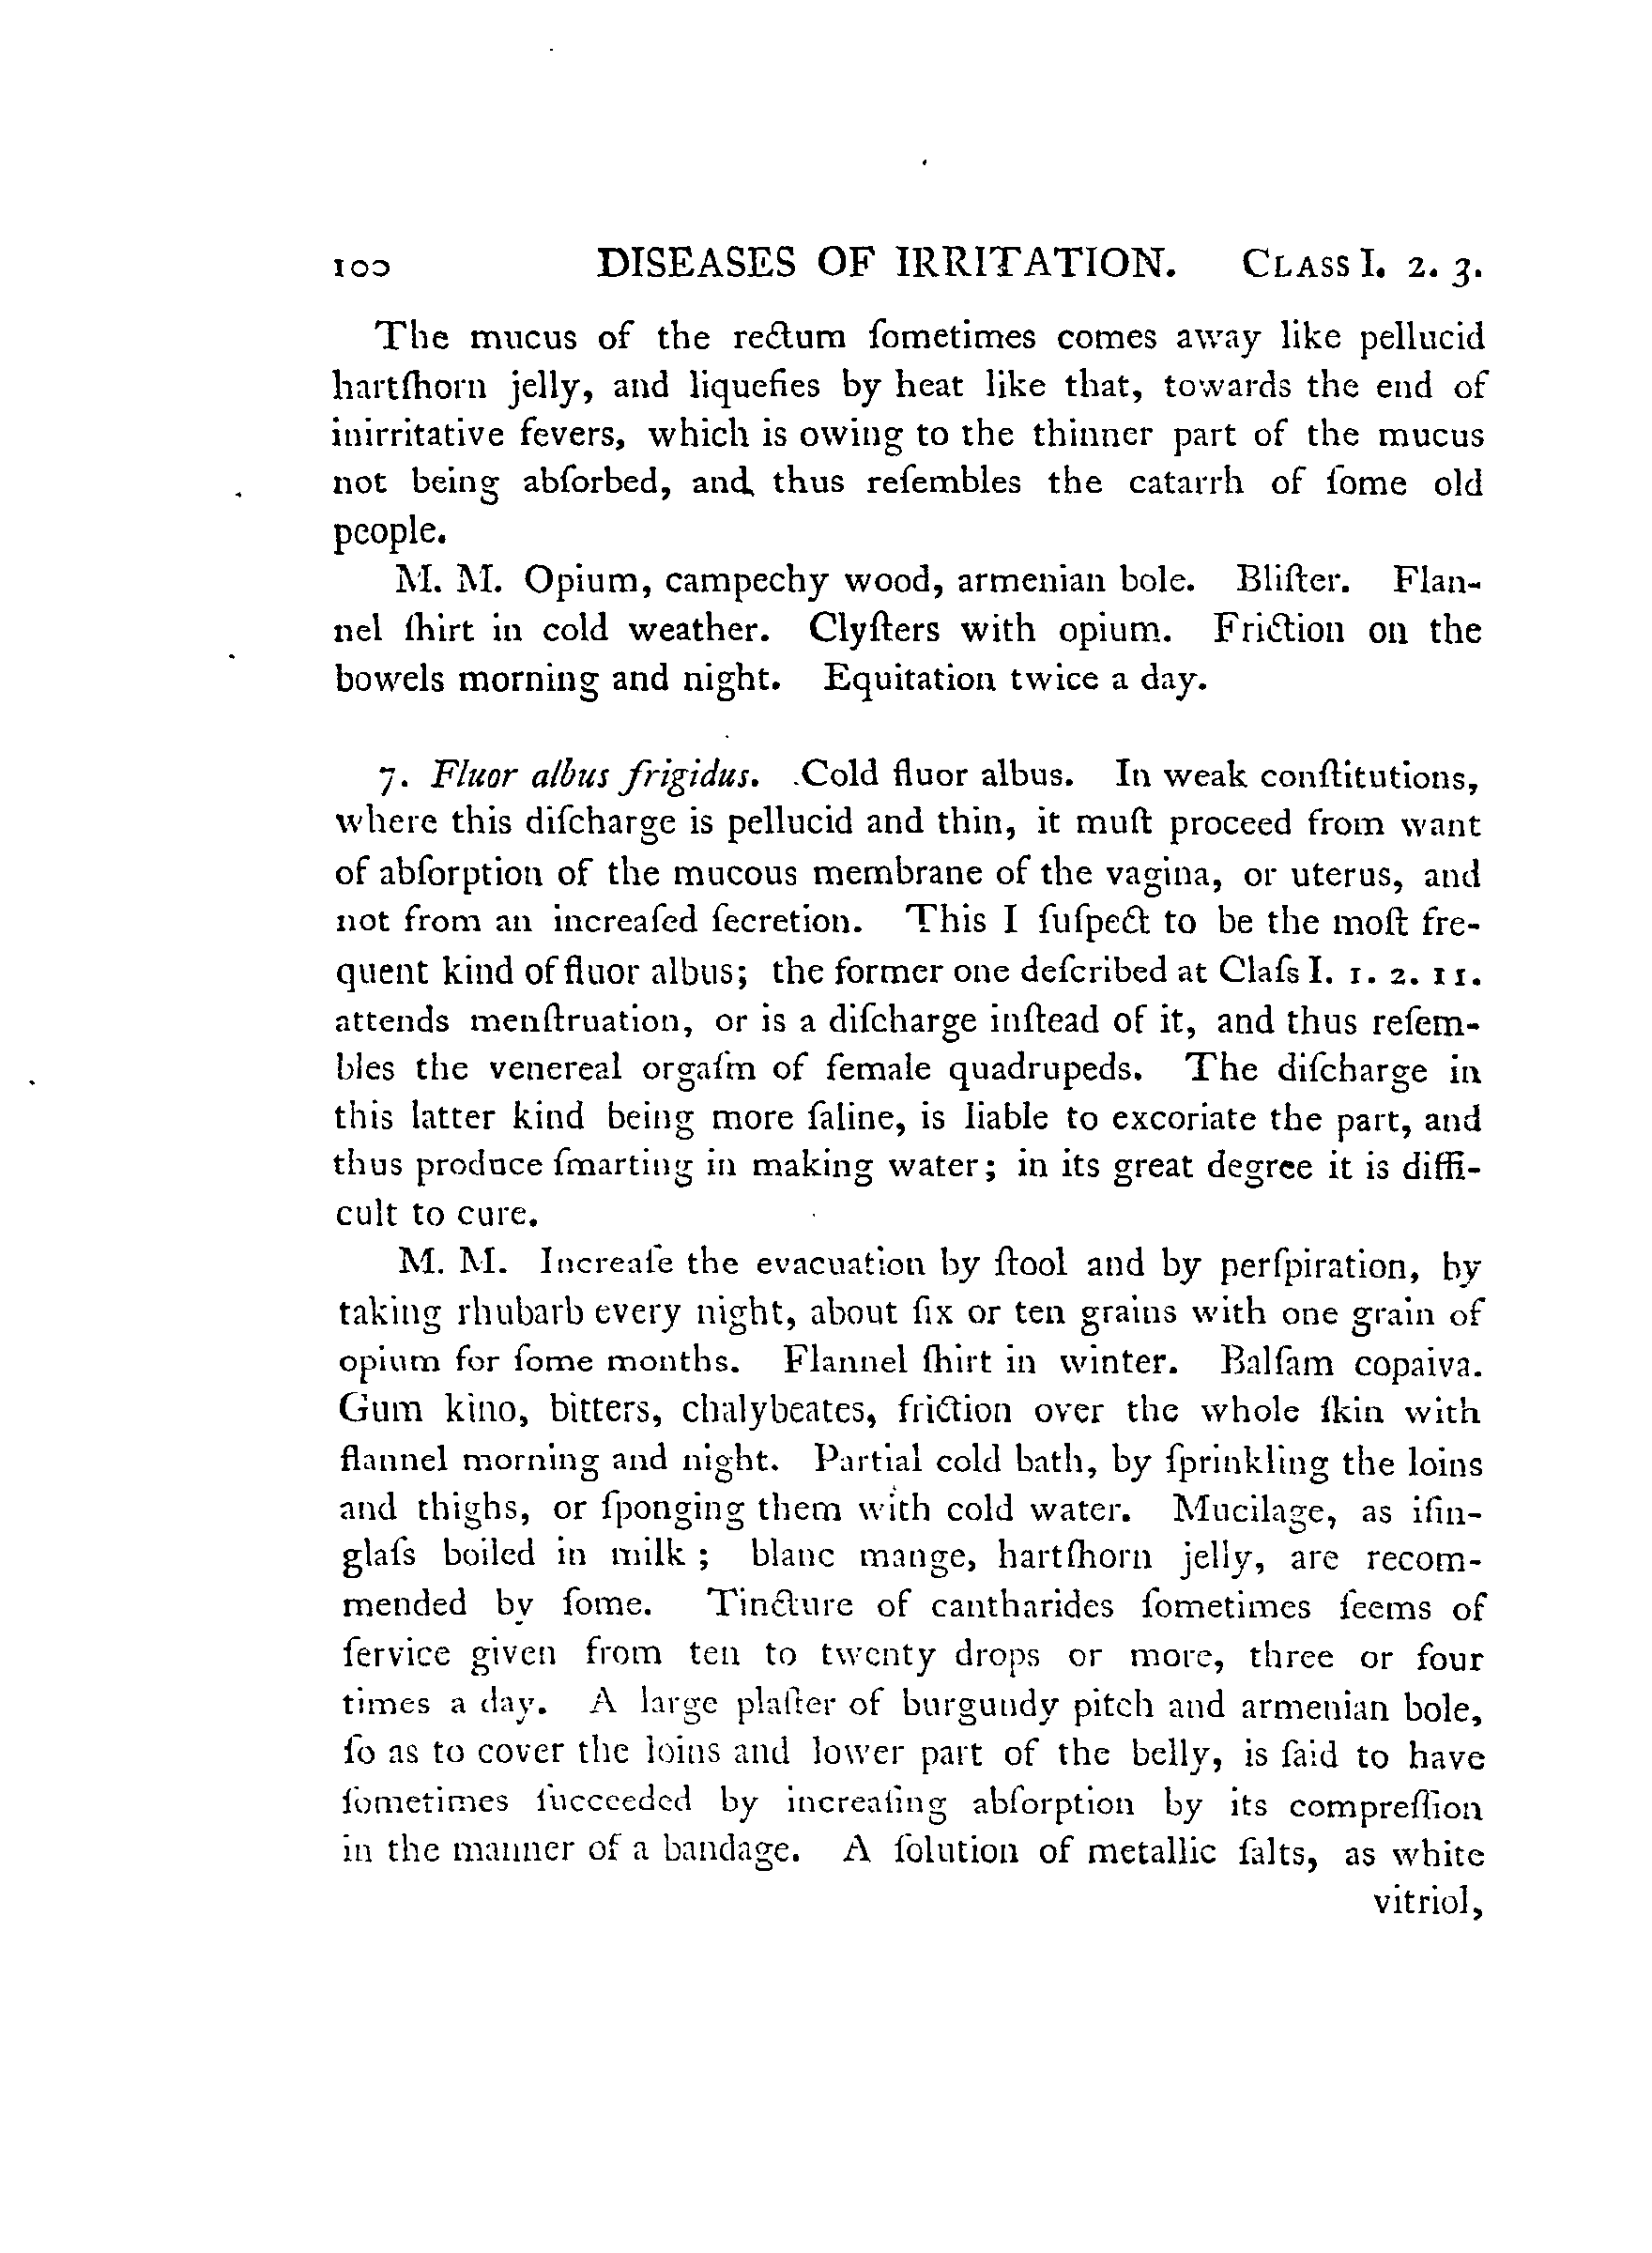 100 DISEASES OF IRRITATION. CLASS I. 2. 3.
The mucus of the rectum ſometimes comes away like pellucid
hartſhorn jelly, and liquefies by heat like that, towards the end of
inirritative fevers, which is owing to the thinner part of the mucus
not being abſorbed, and thus reſembles the catarrh of ſome old
people.
M. M. Opium, campechy wood, armenian bole. Bliſter. Flan-
nel ſhirt in cold weather. Clyſters with opium. Friction on the
bowels morning and night. Equitation twice a day.
7. Fluor albus frigidus. Cold fluor albus. In weak conſtitutions,
where this diſcharge is pellucid and thin, it muſt proceed from want
of abſorption of the mucous membrane of the vagina, or uterus, and
not from an increaſed ſecretion. This I ſuſpect to be the moſt fre-
quent kind of fluor albus; the former one deſcribed at Claſs I. 1. 2. 11.
attends menſtruation, or is a diſcharge inſtead of it, and thus reſem-
bles the venereal orgaſm of female quadrupeds. The diſcharge in
this latter kind being more ſaline, is liable to excoriate the part, and
thus produce ſmarting in making water; in its great degree it is diffi-
cult to cure.
M. M. Increaſe the evacuation by ſtool and by perſpiration, by
taking rhubarb every night, about ſix or ten grains with one grain of
opium for ſome months. Flannel ſhirt in winter. Balſam copaiva.
Gum kino, bitters, chalybeates, friction over the whole ſkin with
flannel morning and night. Partial cold bath, by ſprinkling the loins
and thighs, or ſponging them with cold water. Mucilage, as iſin-
glaſs boiled in milk; blanc mange, hartſhorn jelly, are recom-
mended by ſome. Tincture of cantharides ſometimes ſeems of
ſervice given from ten to twenty drops or more, three or four
times a day. A large plaſter of burgundy pitch and armenian bole,
ſo as to cover the loins and lower part of the belly, is ſaid to have
ſometimes ſucceeded by increaſing abſorption by its compreſſion
in the manner of a bandage. A ſolution of metallic ſalts, as white
vitriol,